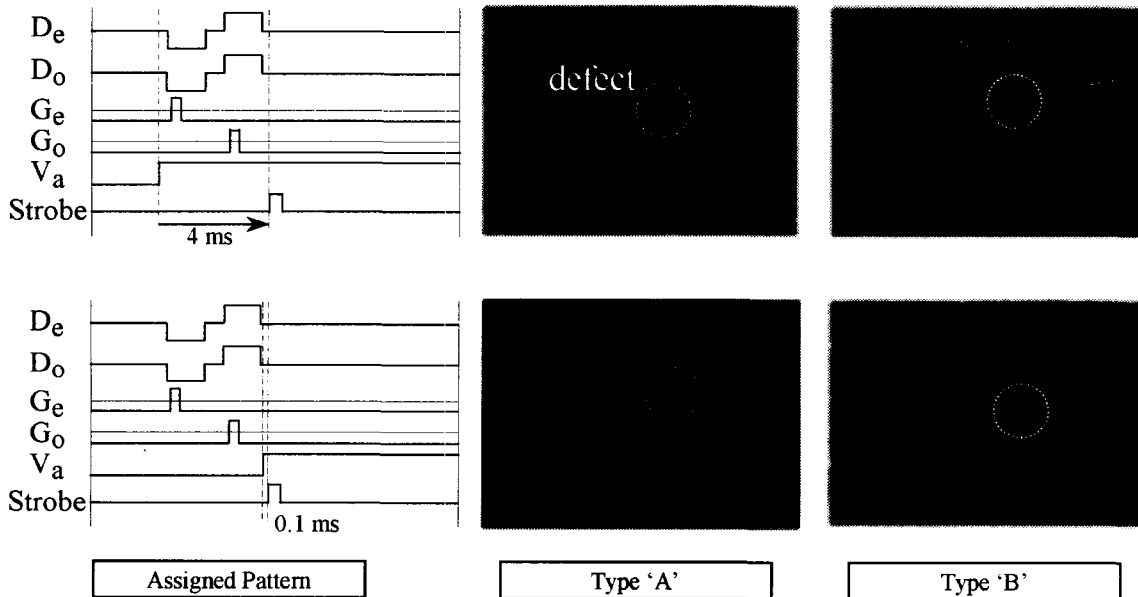 De
Do
Ge
Go
Va
Strobe
4 ms
defect
De
Do
Ge
Go
Va
Strobe
0.1 ms
Assigned Pattern
Type ‘A’
Type ‘B’